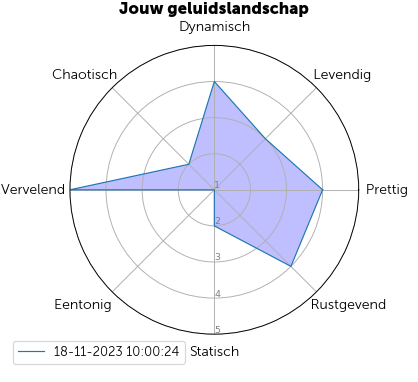 Jouw geluidslandschap
Dynamisch
Chaotisch
Levendig
Vervelend
1
Prettig
2
3
4
Eentonig
Rustgevend
5
18-11-2023 10:00:24
Statisch